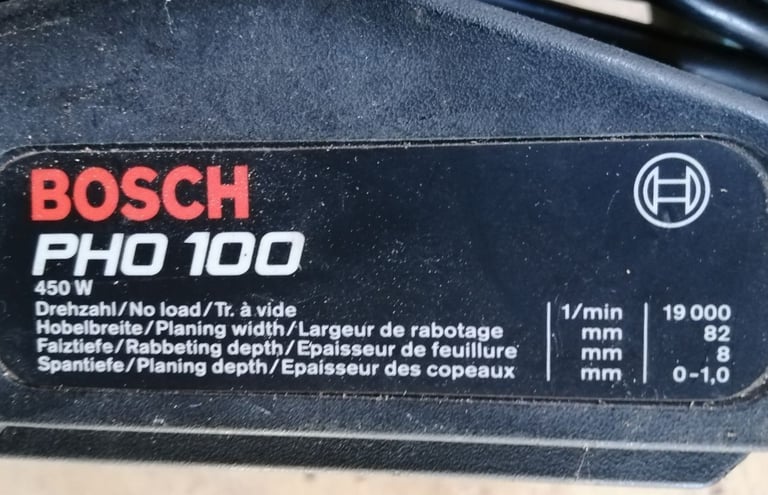 BOSCH
PHO 100
450 W
Drehzahl/No load/Tr. à vide 1/min 19 000
Hobelbreite/Planing width/Largeur de rabotage mm 82
Falztiefe/Rabbeting depth/Epaisseur de feuillure mm 8
Spantiefe/Planing depth/Epaisseur des copeaux mm 0-1,0